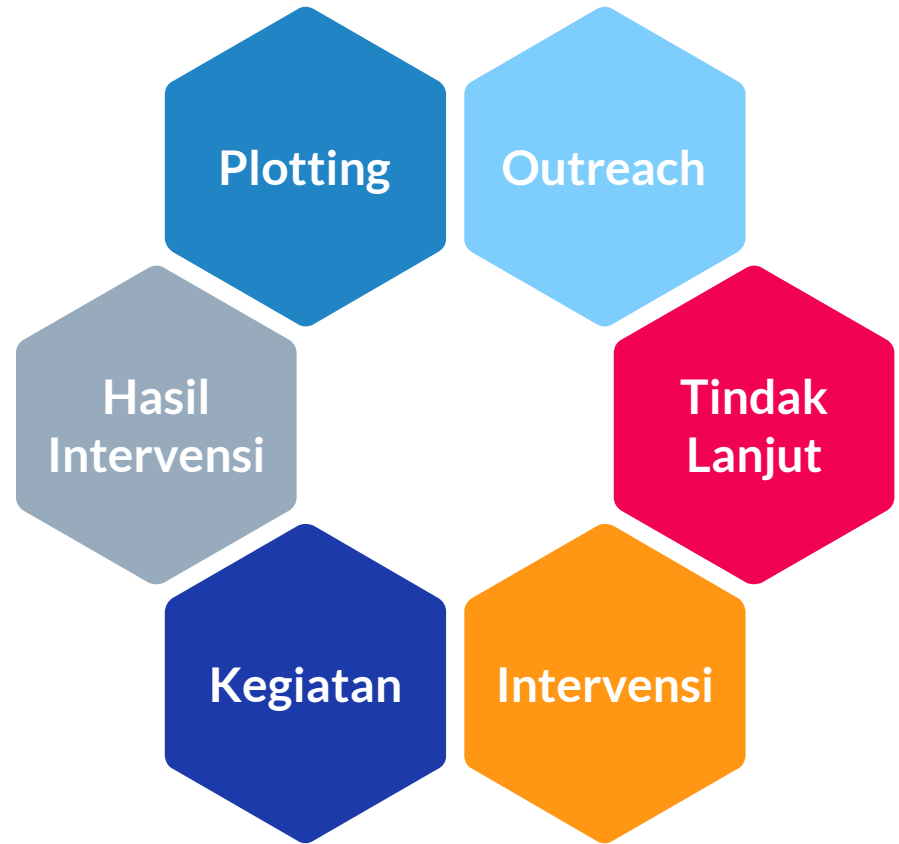 Plotting
Outreach
Hasil
Intervensi
Tindak
Lanjut
Kegiatan
Intervensi